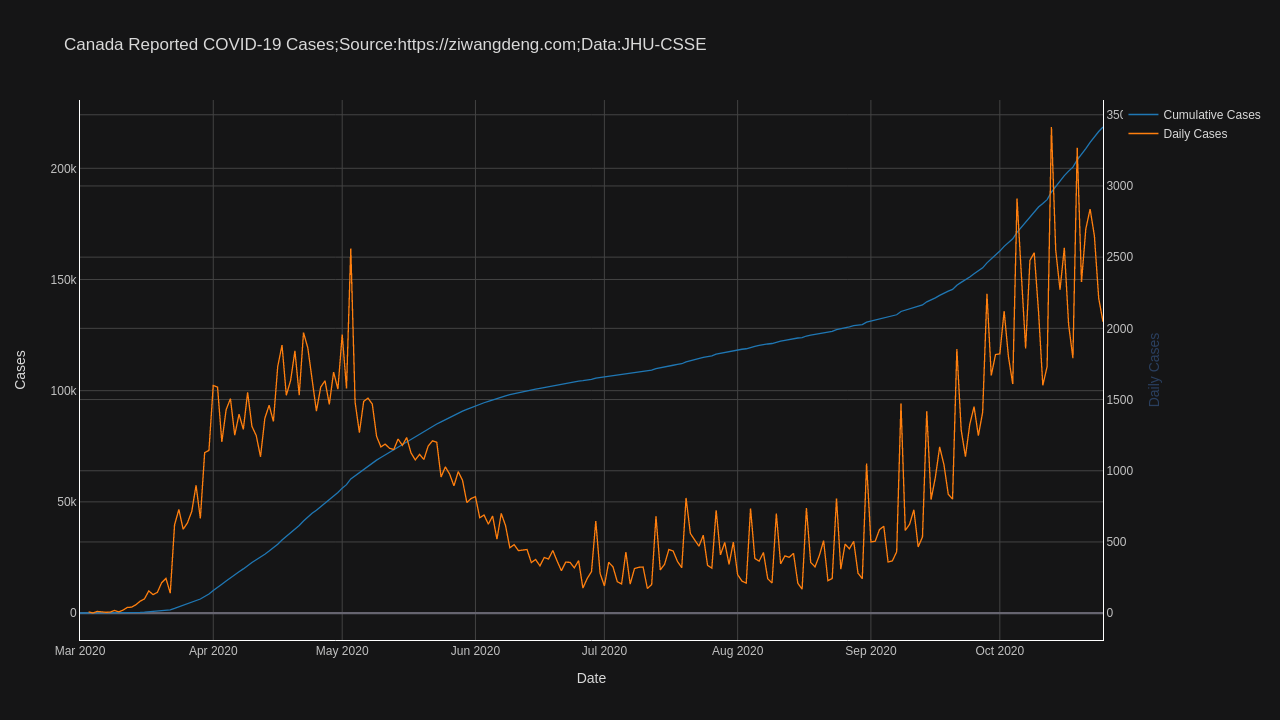 Canada Reported COVID-19 Cases;Source:https://ziwangdeng.com;Data:JHU-CSSE
Cumulative Cases
Daily Cases
200k
150k
100k
50k
0
Cases
3000
2500
2000
1500
1000
500
0
Daily Cases
Mar 2020 Apr 2020 May 2020 Jun 2020 Jul 2020 Aug 2020 Sep 2020 Oct 2020
Date